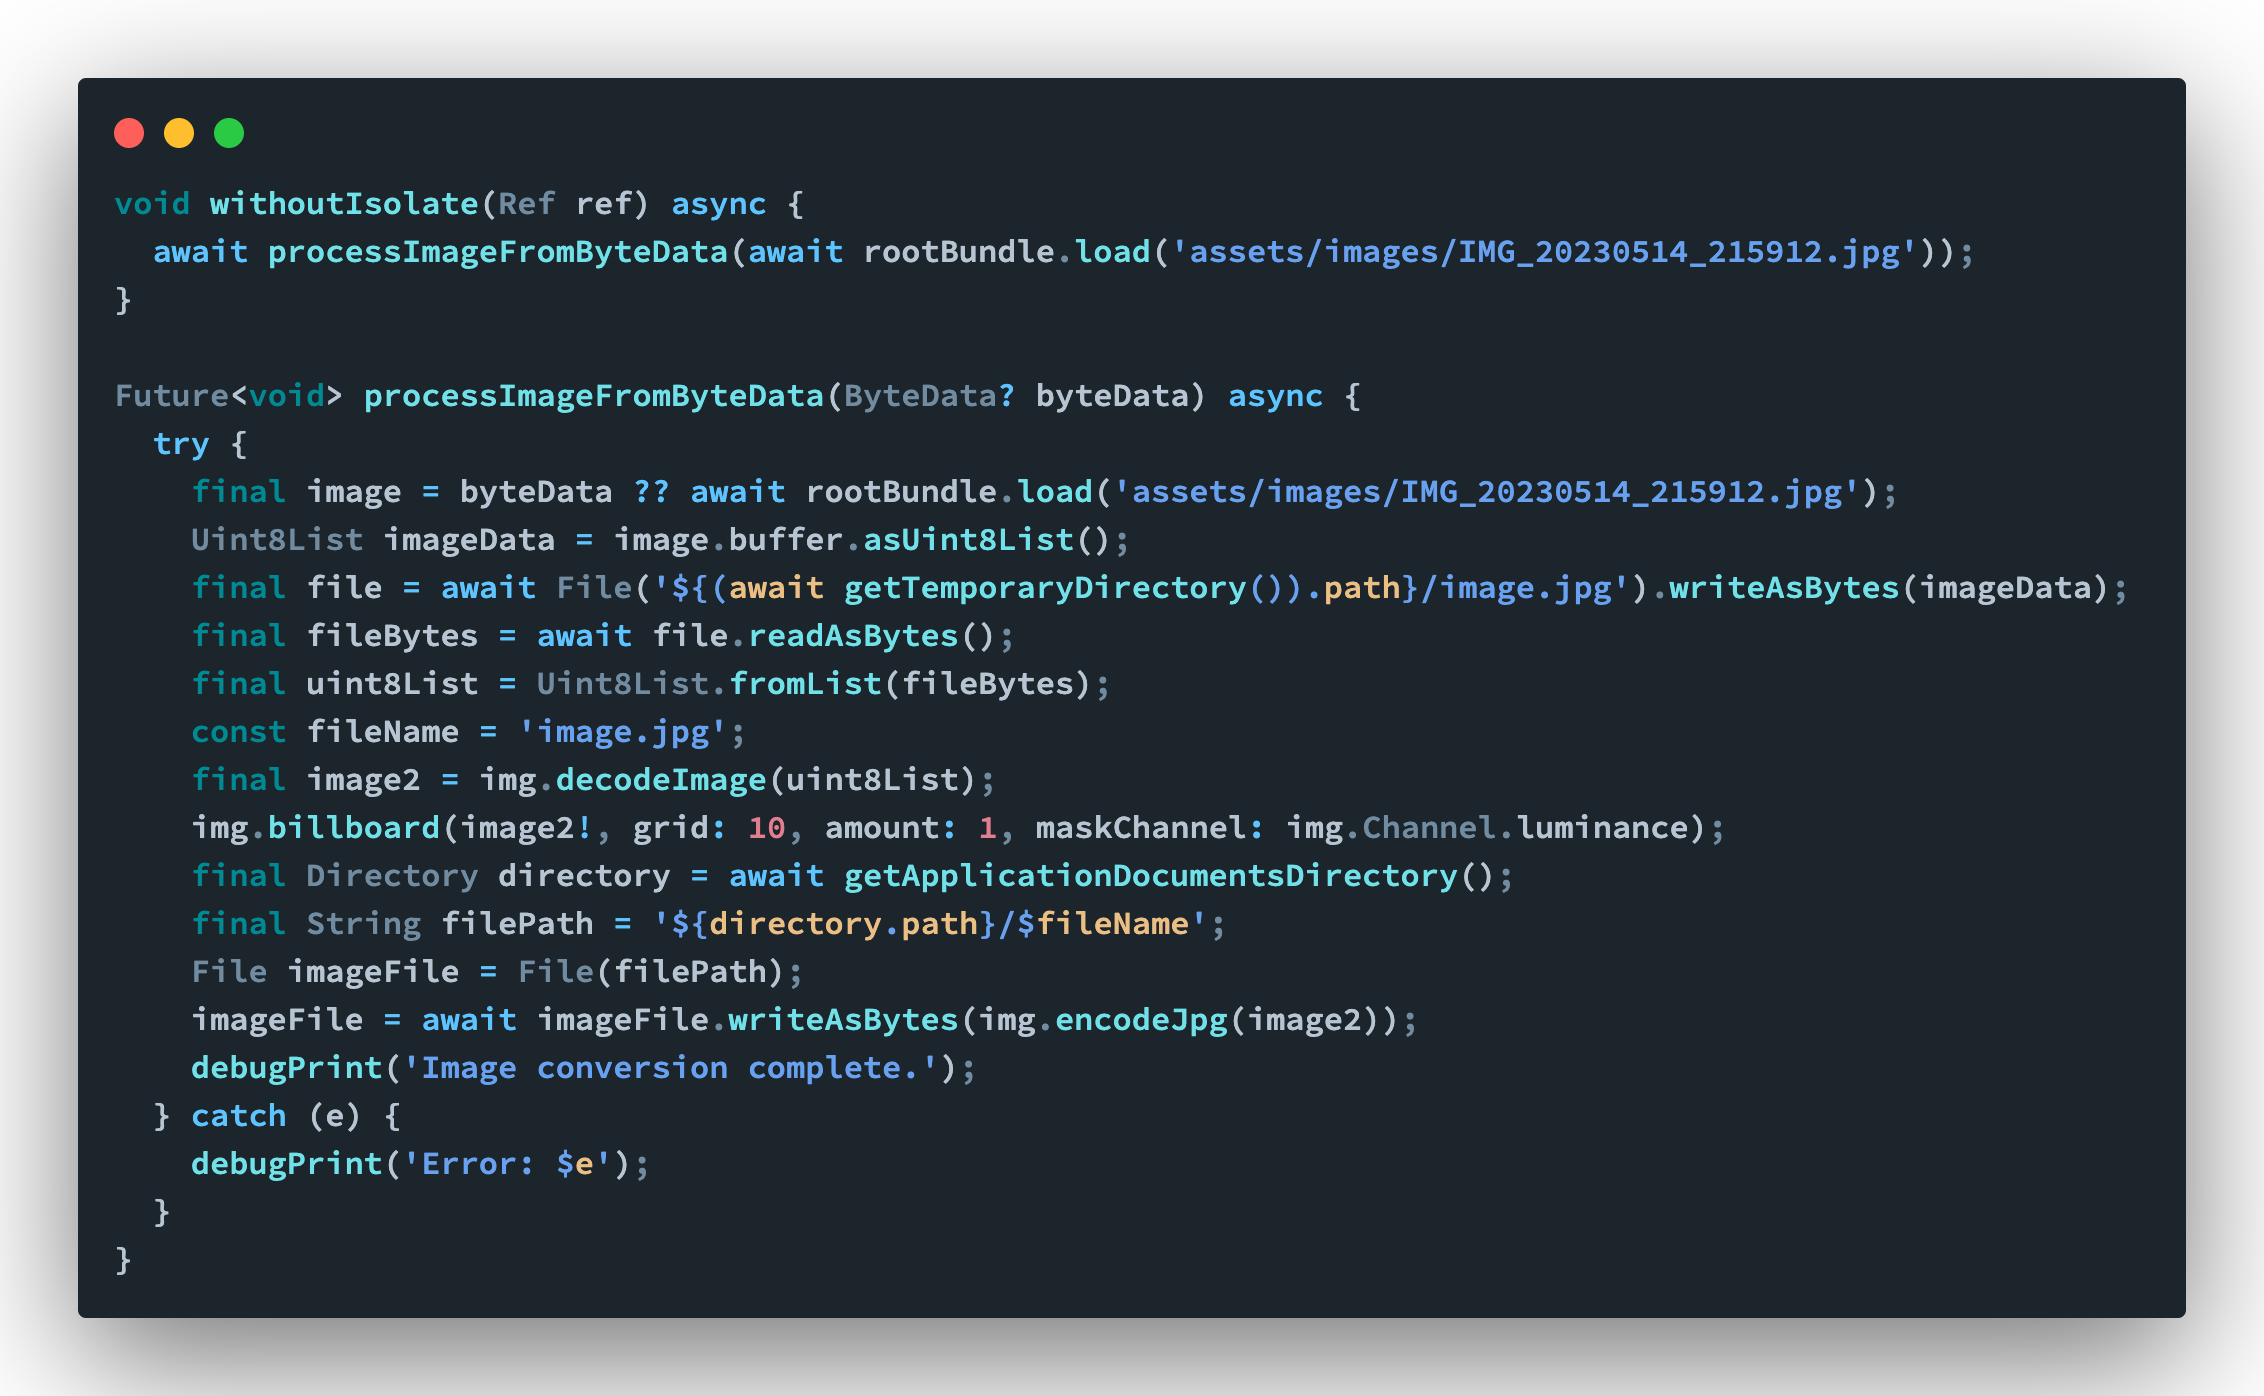 void withoutIsolate(Ref ref) async {
  await processImageFromByteData(await rootBundle.load('assets/images/IMG_20230514_215912.jpg'));
}

Future<void> processImageFromByteData(ByteData? byteData) async {
  try {
    final image = byteData ?? await rootBundle.load('assets/images/IMG_20230514_215912.jpg');
    Uint8List imageData = image.buffer.asUint8List();
    final file = await File('${(await getTemporaryDirectory()).path}/image.jpg').writeAsBytes(imageData);
    final fileBytes = await file.readAsBytes();
    final uint8List = Uint8List.fromList(fileBytes);
    const fileName = 'image.jpg';
    final image2 = img.decodeImage(uint8List);
    img.billboard(image2!, grid: 10, amount: 1, maskChannel: img.Channel.luminance);
    final Directory directory = await getApplicationDocumentsDirectory();
    final String filePath = '${directory.path}/$fileName';
    File imageFile = File(filePath);
    imageFile = await imageFile.writeAsBytes(img.encodeJpg(image2));
    debugPrint('Image conversion complete.');
  } catch (e) {
    debugPrint('Error: $e');
  }
}